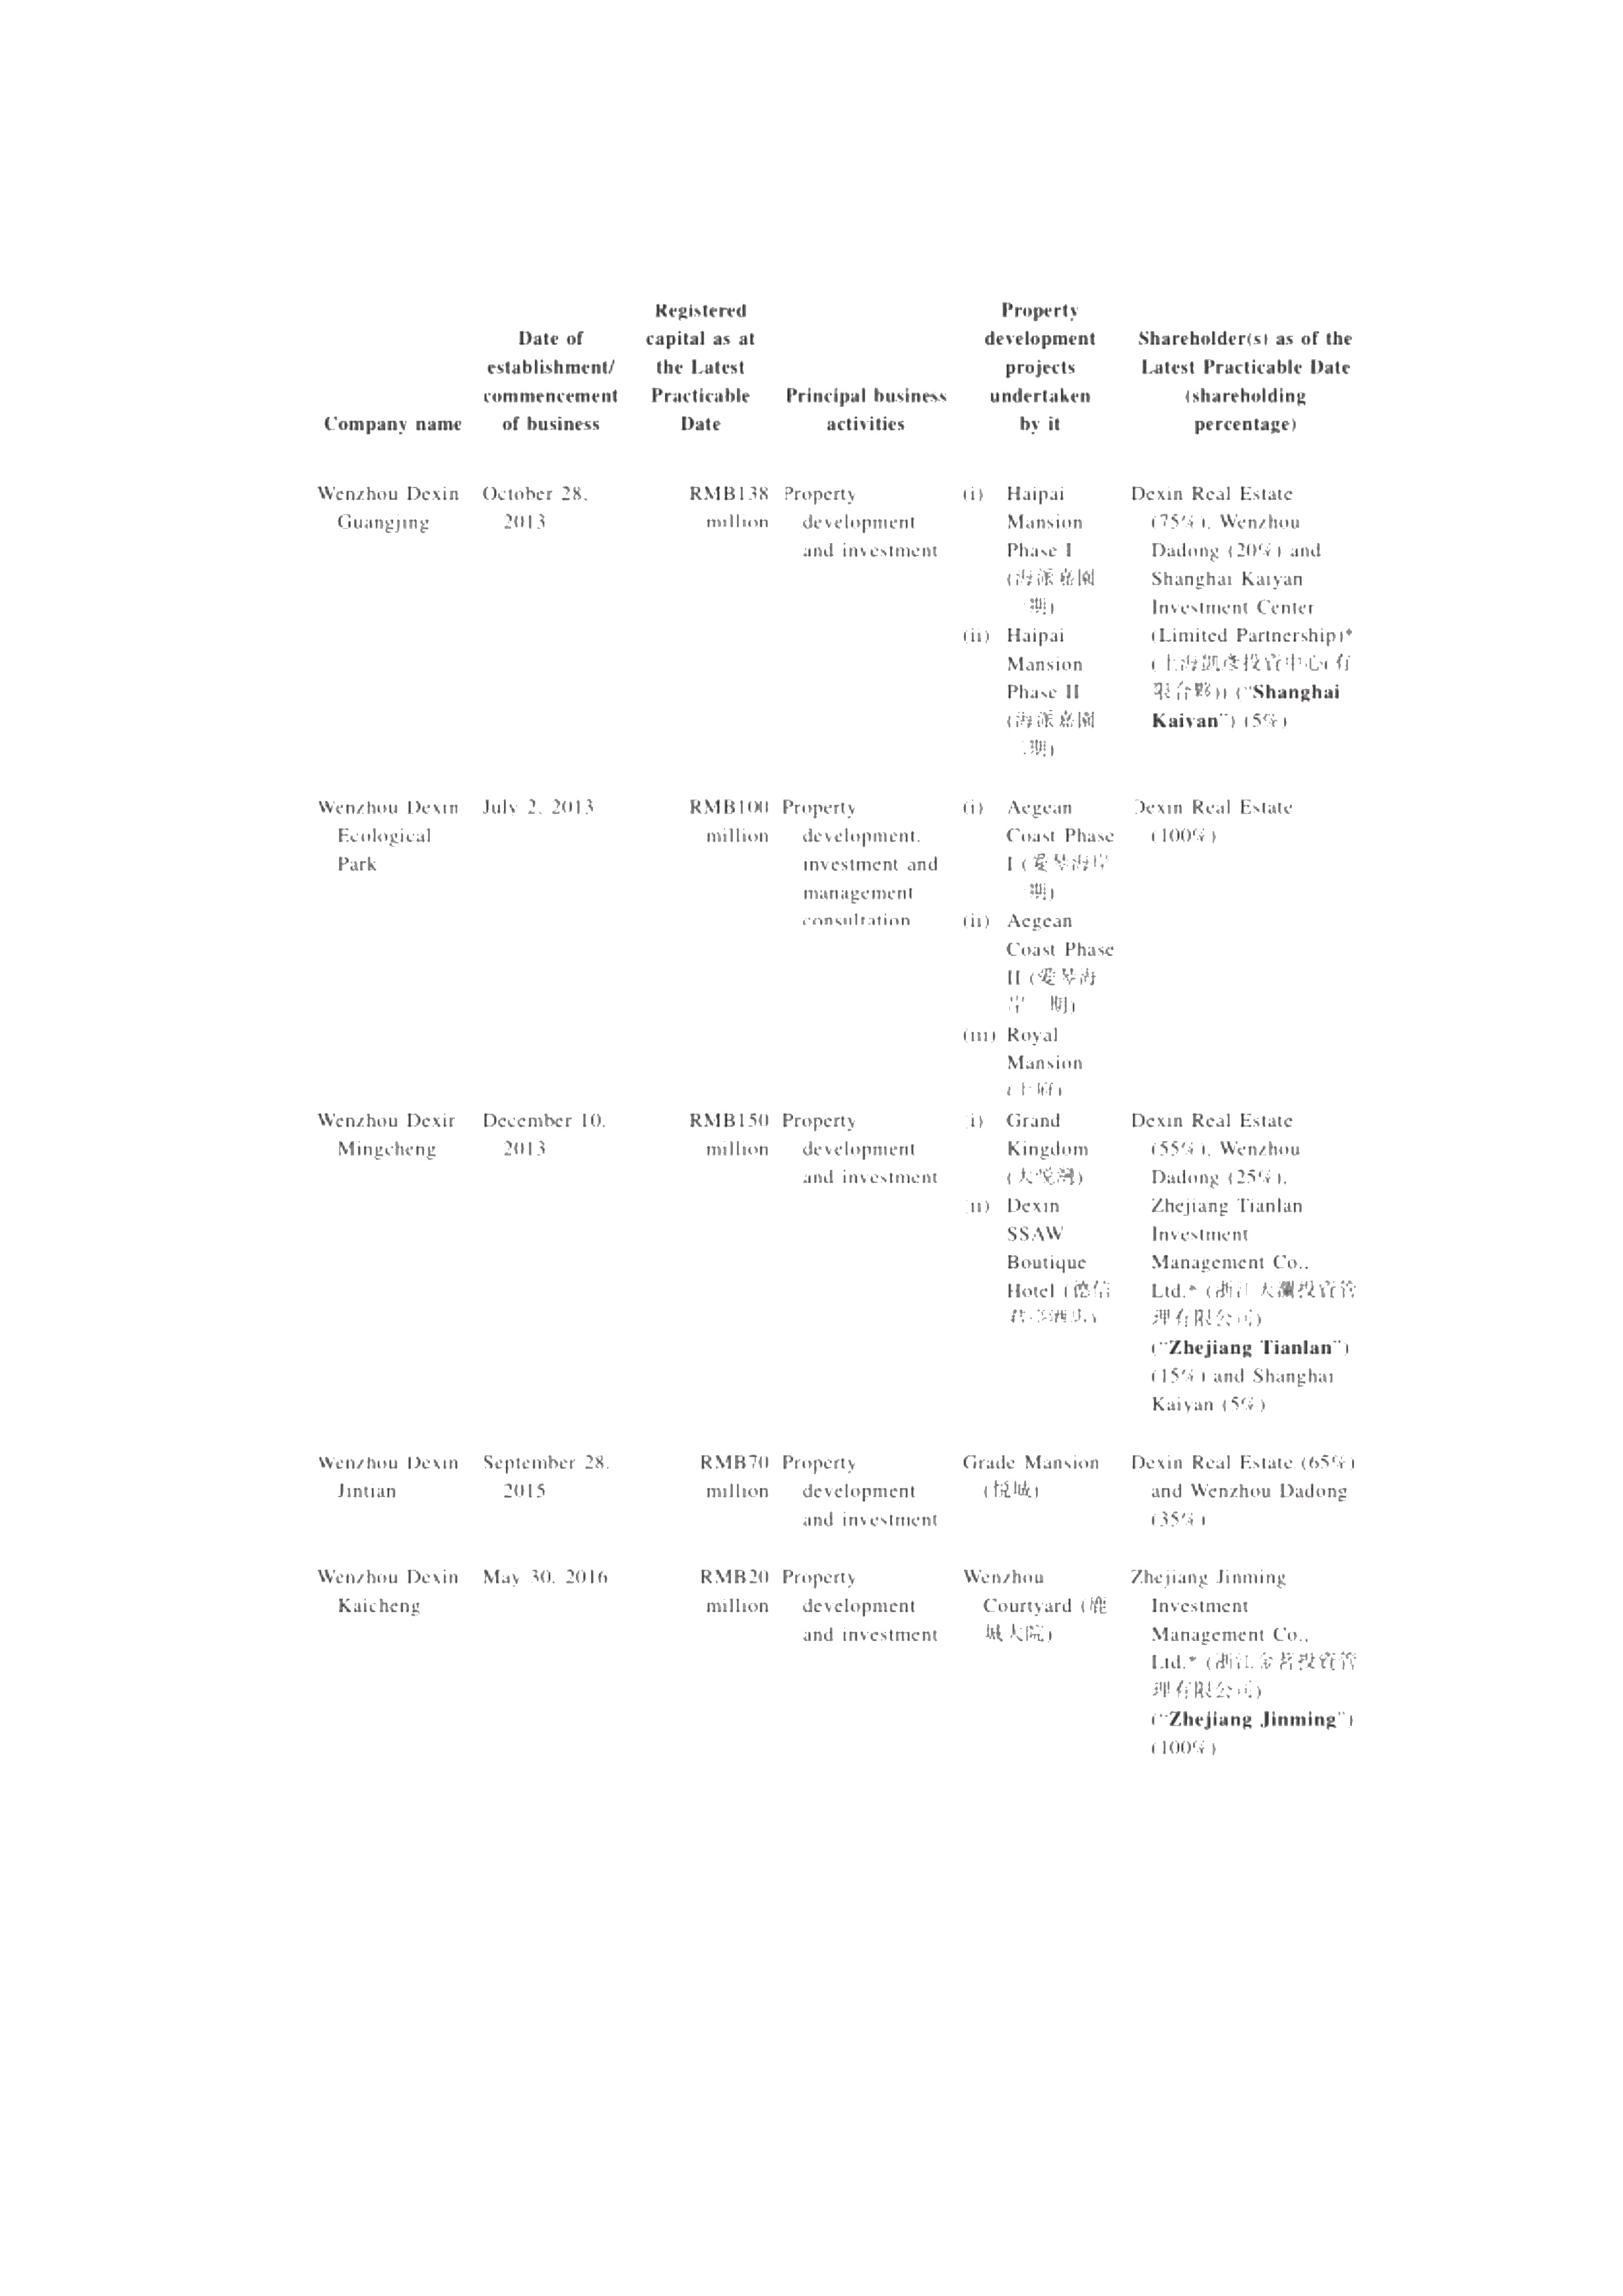 Company name
Date of
establishment/
commencement
of business
Registered
capital as at
the Latest
Practicable
Date
Principal business
activities
Property
development
projects
undertaken
by it
Shareholder(s) as of the
Latest Practicable Date
(shareholding
percentage)
Wenzhou Dexin
Guangjing
October 28,
2013
RMB138
million
Property
development
and investment
(i) Haipai
Mansion
Phase I
(海派嘉園
期)
(ii) Haipai
Mansion
Phase II
(海派嘉園
期)
Dexin Real Estate
(75%), Wenzhou
Dadong (20%) and
Shanghai Kaiyan
Investment Center
(Limited Partnership)*
(上海凱彥投資中心(有
限合夥)) ("Shanghai
Kaiyan") (5%)
Wenzhou Dexin
Ecological
Park
July 2, 2013
RMB100
million
Property
development,
investment and
management
consultation
(i) Aegean
Coast Phase
I (愛琴海岸
期)
(ii) Aegean
Coast Phase
II (愛琴海
岸 期)
(iii) Royal
Mansion
Dexin Real Estate
(100%)
Wenzhou Dexin
Mingcheng
December 10,
2013
RMB150
million
Property
development
and investment
(i) Grand
Kingdom
(大悅灣)
(ii) Dexin
SSAW
Boutique
Hotel (德信
Dexin Real Estate
(55%), Wenzhou
Dadong (25%),
Zhejiang Tianlan
Investment
Management Co.,
Ltd.* (浙江天瀾投資管
理有限公司)
("Zhejiang Tianlan")
(15%) and Shanghai
Kaiyan (5%)
Wenzhou Dexin
Jintian
September 28,
2015
RMB70
million
Property
development
and investment
Grade Mansion
(悅城)
Dexin Real Estate (65%)
and Wenzhou Dadong
(35%)
Wenzhou Dexin
Kaicheng
May 30, 2016
RMB20
million
Property
development
and investment
Wenzhou
Courtyard (鹿
城大院)
Zhejiang Jinming
Investment
Management Co.,
Ltd.* (浙江金茗投資管
理有限公司)
("Zhejiang Jinming")
(100%)